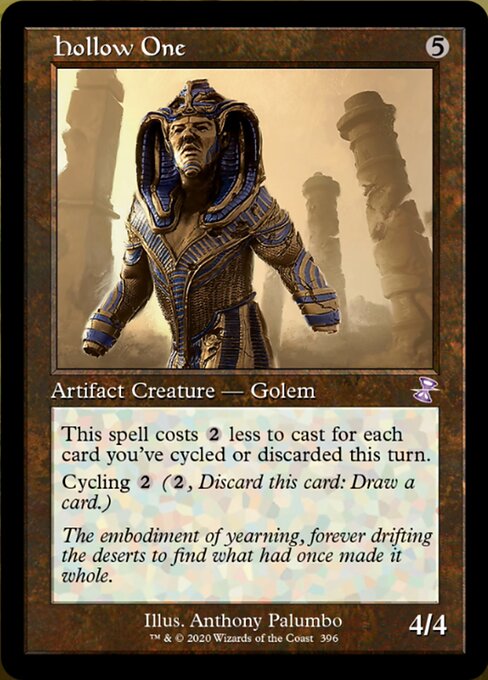 Hollow One 5
Artifact Creature — Golem
This spell costs 2 less to cast for each
card you've cycled or discarded this turn.
Cycling 2 (2, Discard this card: Draw a
card.)
The embodiment of yearning, forever drifting
the deserts to find what had once made it
whole.
Illus. Anthony Palumbo
™ & © 2020 Wizards of the Coast 396
4/4